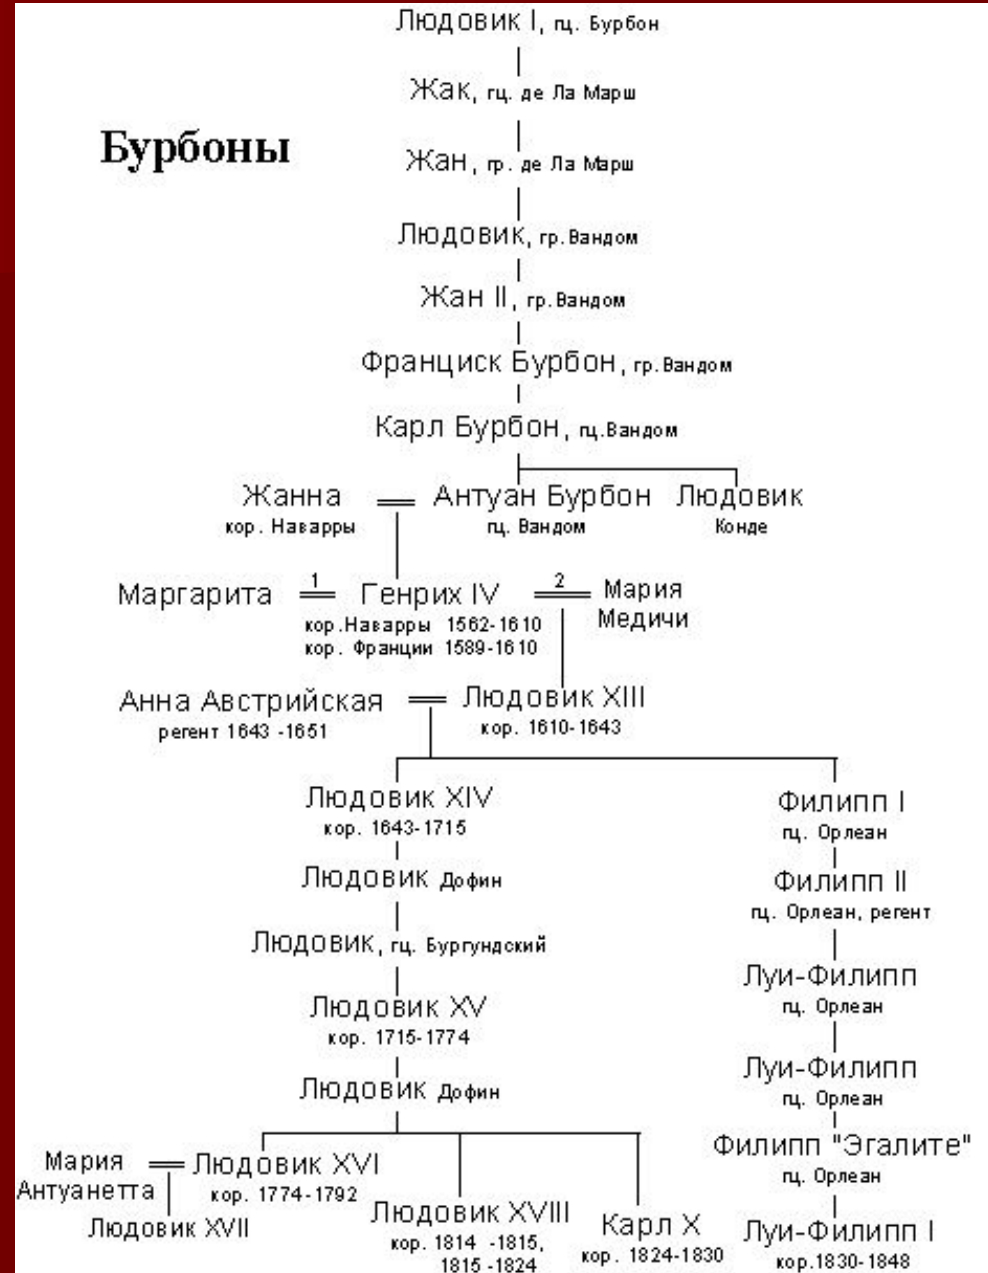 Людовик I, гц. Бурбон
Жак, гц. де Ла Марш
Бурбоны
Жан, гр. де Ла Марш
Людовик, гр.Вандом
Жан II, гр.Вандом
Франциск Бурбон, гр.Вандом
Карл Бурбон, гц.Вандом
Жанна Антуан Бурбон Людовик
кор. Наварры гц. Вандом Конде
1 2
Маргарита Генрих IV Мария
Медичи
кор.Наварры 1562-1610
кор. Франции 1589-1610
Анна Австрийская Людовик XIII
регент 1643 -1651 кор. 1610-1643
Людовик XIV Филипп I
кор. 1643-1715 гц. Орлеан
Людовик Дофин Филипп II
гц. Орлеан, регент
Людовик, гц. Бургундский
Луи-Филипп
гц. Орлеан
Людовик XV
кор. 1715-1774
Луи-Филипп
гц. Орлеан
Людовик Дофин
Филипп "Эгалите"
гц. Орлеан
Мария Людовик XVI
Антуанетта кор. 1774-1792
Людовик XVII
Людовик XVIII Карл X Луи-Филипп I
кор. 1814 -1815, кор. 1824-1830 кор.1830-1848
1815 -1824